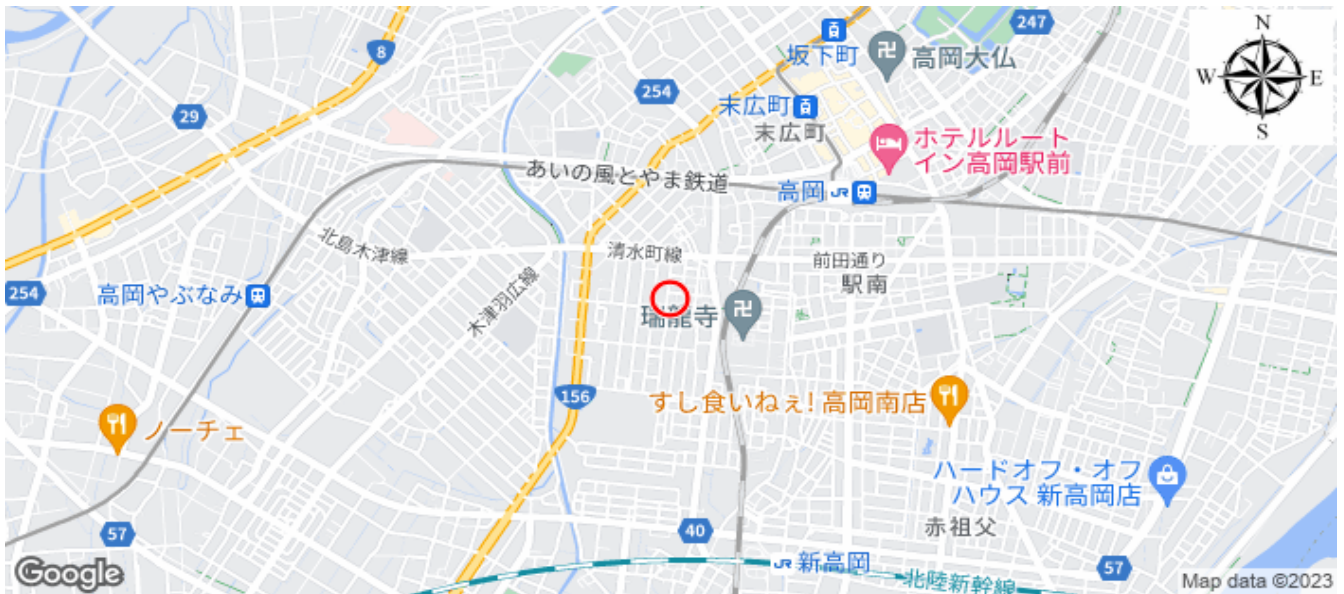 N
W
E
S
247
8
坂下町
高岡大仏
254
末広町
末広町
29
ホテルルート
イン高岡駅前
あいの風とやま鉄道
高岡
JR
北島木津線
清水町線
前田通り
駅南
木津羽広線
254
高岡やぶなみ
瑞龍寺
156
すし食いねぇ! 高岡南店
ノーチェ
ハードオフ・オフ
ハウス 新高岡店
赤祖父
57
40
JR
新高岡
57
北陸新幹線
Google
Map data ©2023